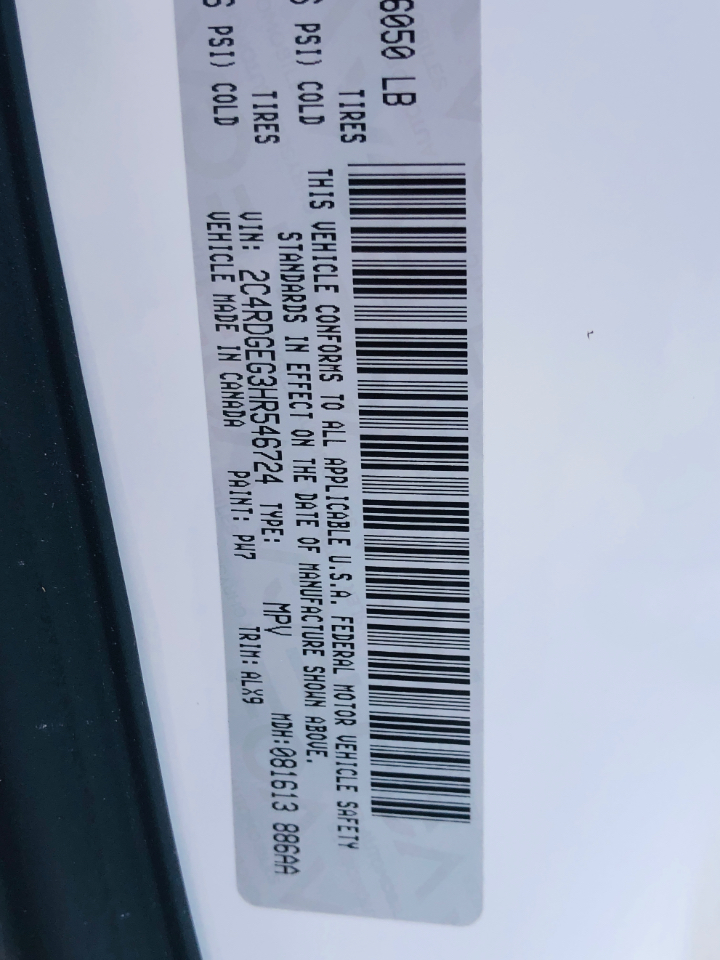 6050 LB
TIRES
PSI) COLD
TIRES
PSI) COLD
THIS VEHICLE CONFORMS TO ALL APPLICABLE U.S.A. FEDERAL MOTOR VEHICLE SAFETY
STANDARDS IN EFFECT ON THE DATE OF MANUFACTURE SHOWN ABOVE.
VIN: 2C4RDGEG3HR546724 TYPE: MPV MDH:081613 886AA
VEHICLE MADE IN CANADA PAINT: PW7 TRIM: ALX9